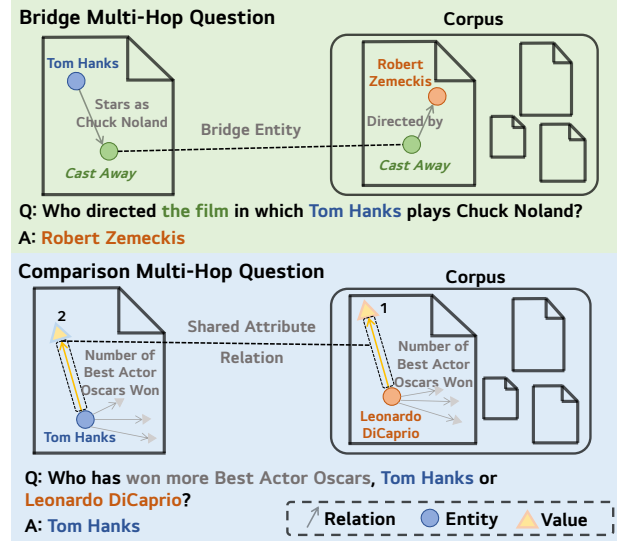 Bridge Multi-Hop Question
Corpus
Tom Hanks
Stars as
Chuck Noland
Cast Away
Bridge Entity
Robert
Zemeckis
Directed by
Cast Away
Q: Who directed the film in which Tom Hanks plays Chuck Noland?
A: Robert Zemeckis
Comparison Multi-Hop Question
Corpus
2
Number of
Best Actor
Oscars Won
Tom Hanks
Shared Attribute
Relation
1
Number of
Best Actor
Oscars Won
Leonardo
DiCaprio
Q: Who has won more Best Actor Oscars, Tom Hanks or
Leonardo DiCaprio?
A: Tom Hanks
Relation
Entity
Value